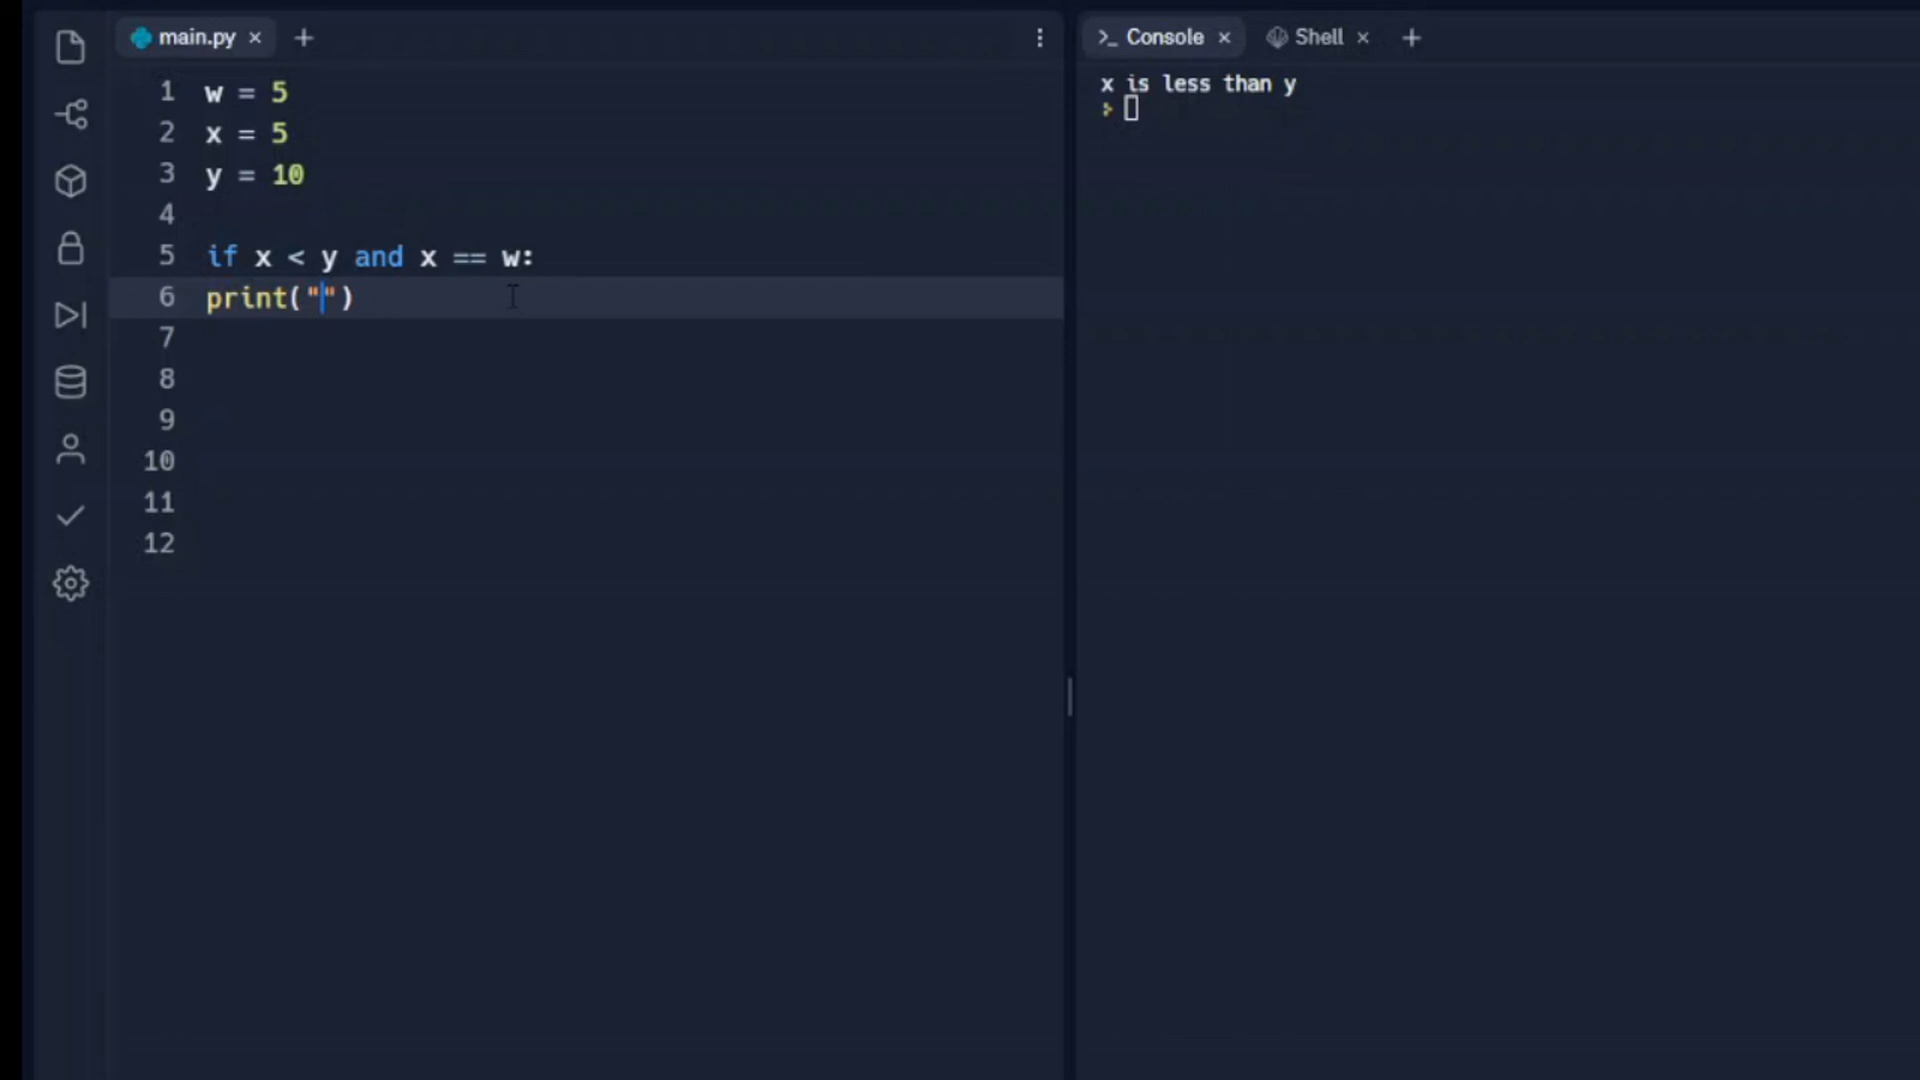 main.py × +
1 w = 5
2 x = 5
3 y = 10
4
5 if x < y and x == w:
6 print("")
7
8
9
10
11
12
>_ Console × Shell × +
x is less than y